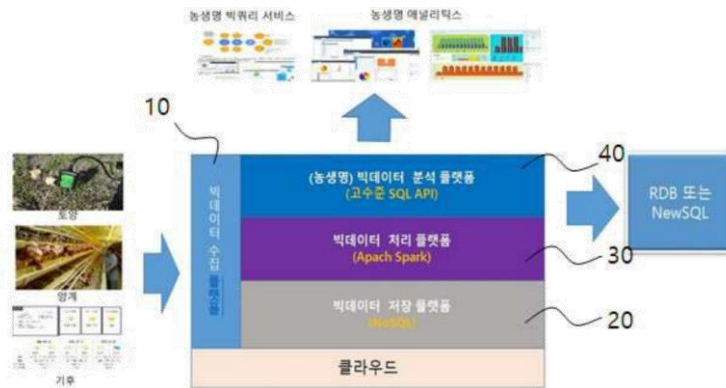 농생명 빅쿼리 서비스
농생명 애널리틱스
10
40
30
20
토양
양계
기후
빅데이터 수집 플랫폼
(농생명) 빅데이터 분석 플랫폼
(고수준 SQL API)
빅데이터 처리 플랫폼
(Apach Spark)
빅데이터 저장 플랫폼
(NoSQL)
클라우드
RDB 또는
NewSQL